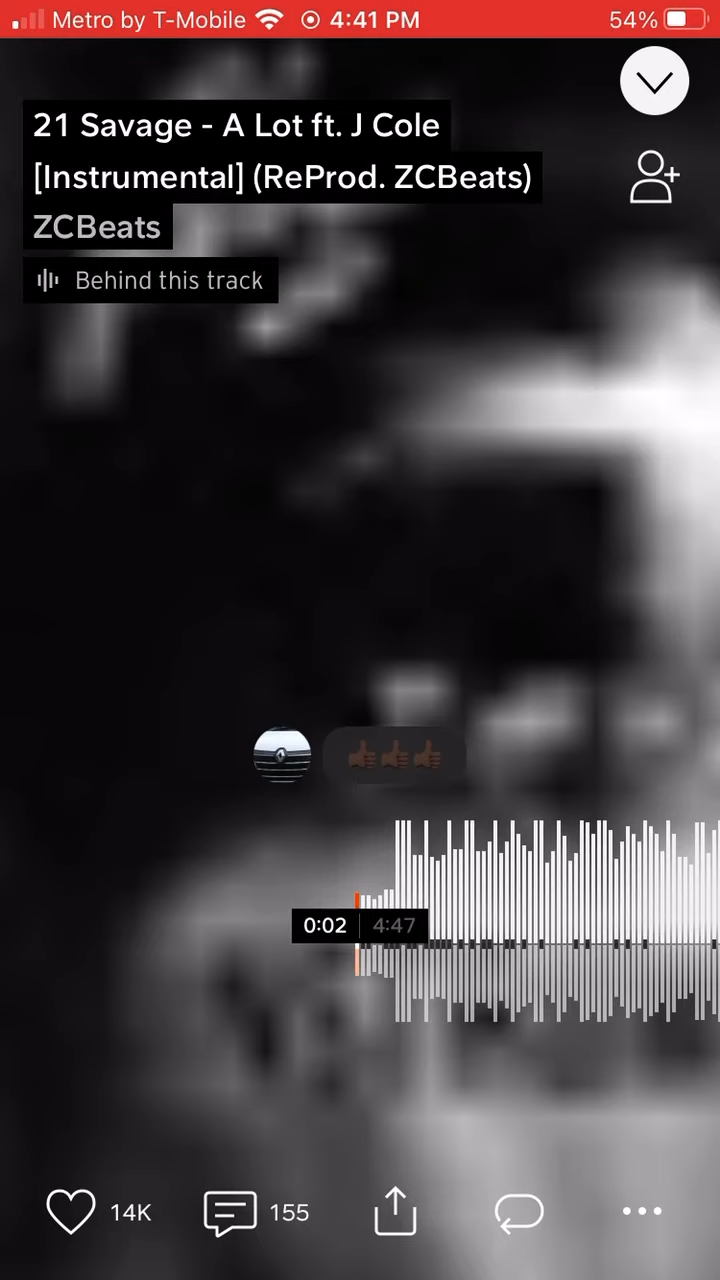 Metro by T-Mobile 4:41 PM 54%
21 Savage - A Lot ft. J Cole
[Instrumental] (ReProd. ZCBeats)
ZCBeats
Behind this track
👍🏿👍🏿👍🏿
0:02 4:47
14K 155